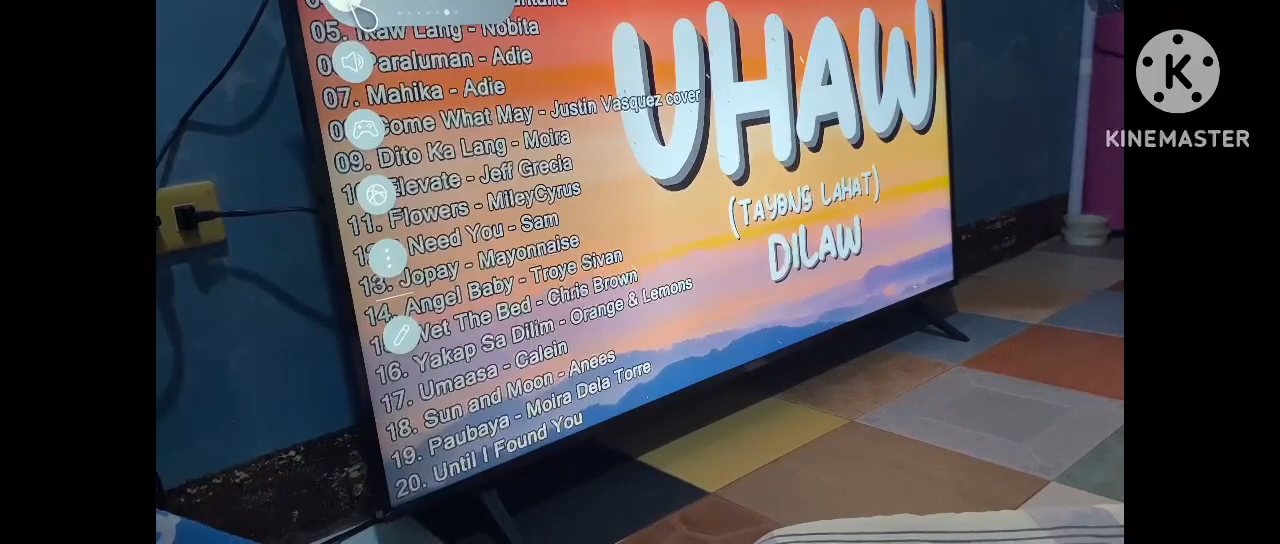 05. Ikaw Lang - Nobita
Paraluman - Adie
07. Mahika - Adie
Come What May - Justin Vasquez cover
09. Dito Ka Lang - Moira
Elevate - Jeff Grecia
11. Flowers - MileyCyrus
Need You - Sam
13. Jopay - Mayonnaise
14. Angel Baby - Troye Sivan
Wet The Bed - Chris Brown
16. Yakap Sa Dilim - Orange & Lemons
17. Umaasa - Calein
18. Sun and Moon - Anees
19. Paubaya - Moira Dela Torre
20. Until I Found You
UHAW
(TAYONG LAHAT)
DILAW
K
KINEMASTER